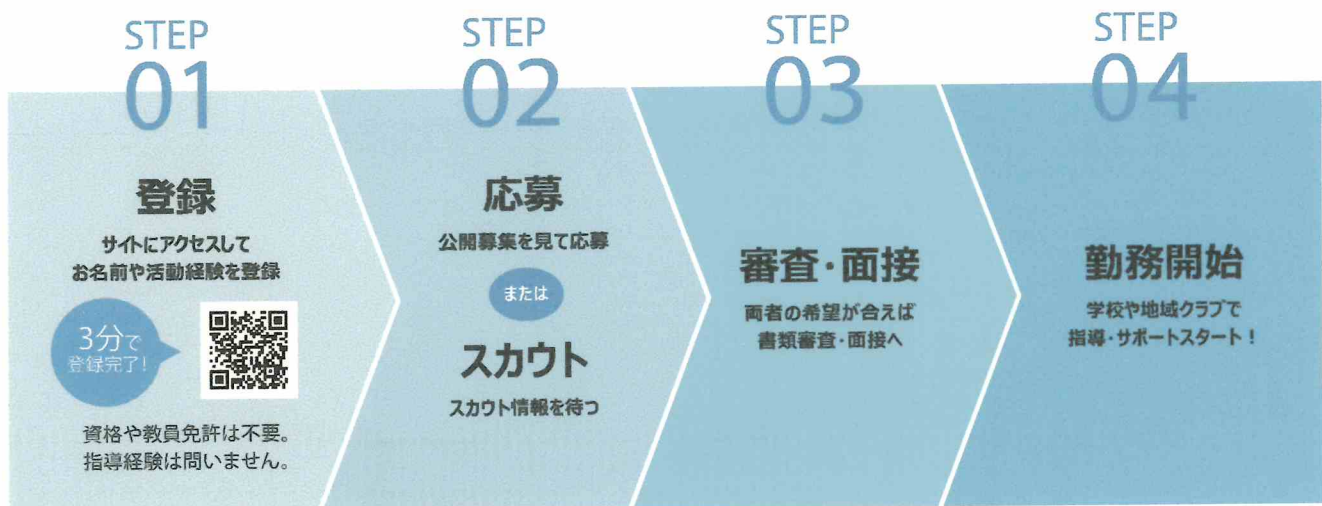 STEP
01
登録
サイトにアクセスして
お名前や活動経験を登録
3分で
登録完了!
資格や教員免許は不要。
指導経験は問いません。
STEP
02
応募
公開募集を見て応募
または
スカウト
スカウト情報を待つ
STEP
03
審査・面接
両者の希望が合えば
書類審査・面接へ
STEP
04
勤務開始
学校や地域クラブで
指導・サポートスタート！